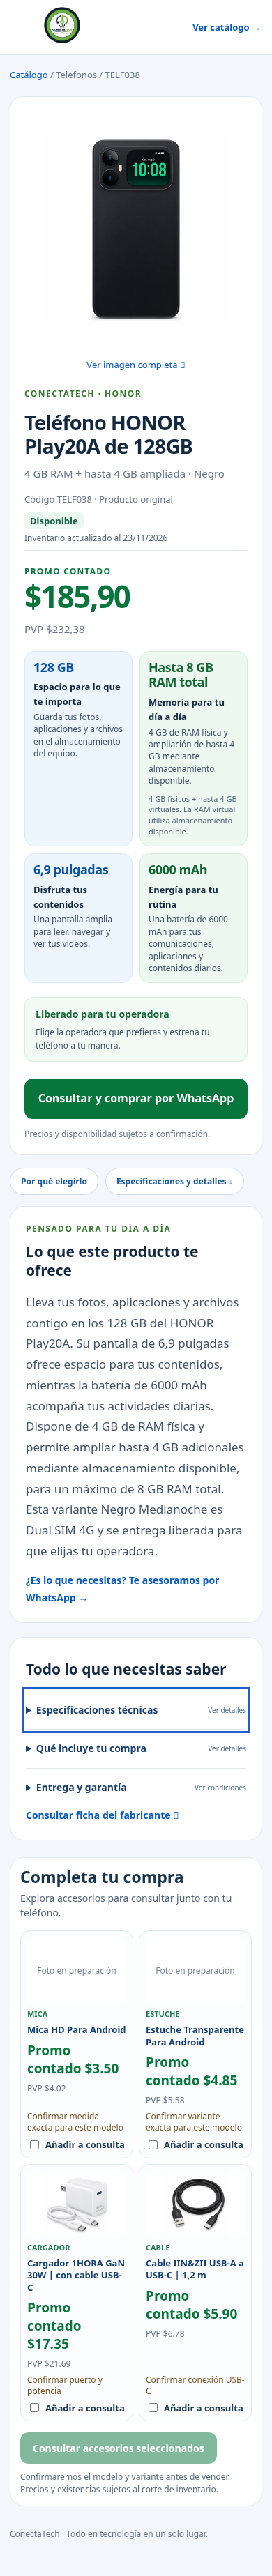 Ver catálogo →
Catálogo / Telefonos / TELF038
10:08
Ver imagen completa
CONECTATECH · HONOR
Teléfono HONOR
Play20A de 128GB
4 GB RAM + hasta 4 GB ampliada · Negro
Código TELF038 · Producto original
Disponible
Inventario actualizado al 23/11/2026
PROMO CONTADO
$185,90
PVP $232,38
128 GB
Espacio para lo que
te importa
Guarda tus fotos,
aplicaciones y archivos
en el almacenamiento
del equipo.
Hasta 8 GB
RAM total
Memoria para tu
día a día
4 GB de RAM física y
ampliación de hasta 4
GB mediante
almacenamiento
disponible.
4 GB físicos + hasta 4 GB
virtuales. La RAM virtual
utiliza almacenamiento
disponible.
6,9 pulgadas
Disfruta tus
contenidos
Una pantalla amplia
para leer, navegar y
ver tus vídeos.
6000 mAh
Energía para tu
rutina
Una batería de 6000
mAh para tus
comunicaciones,
aplicaciones y
contenidos diarios.
Liberado para tu operadora
Elige la operadora que prefieras y estrena tu
teléfono a tu manera.
Consultar y comprar por WhatsApp
Precios y disponibilidad sujetos a confirmación.
Por qué elegirlo
Especificaciones y detalles ↓
PENSADO PARA TU DÍA A DÍA
Lo que este producto te
ofrece
Lleva tus fotos, aplicaciones y archivos
contigo en los 128 GB del HONOR
Play20A. Su pantalla de 6,9 pulgadas
ofrece espacio para tus contenidos,
mientras la batería de 6000 mAh
acompaña tus actividades diarias.
Dispone de 4 GB de RAM física y
permite ampliar hasta 4 GB adicionales
mediante almacenamiento disponible,
para un máximo de 8 GB RAM total.
Esta variante Negro Medianoche es
Dual SIM 4G y se entrega liberada para
que elijas tu operadora.
¿Es lo que necesitas? Te asesoramos por
WhatsApp →
Todo lo que necesitas saber
▶ Especificaciones técnicas Ver detalles
▶ Qué incluye tu compra Ver detalles
▶ Entrega y garantía Ver condiciones
Consultar ficha del fabricante
Completa tu compra
Explora accesorios para consultar junto con tu
teléfono.
Foto en preparación
MICA
Mica HD Para Android
Promo
contado $3.50
PVP $4.02
Confirmar medida
exacta para este modelo
Añadir a consulta
Foto en preparación
ESTUCHE
Estuche Transparente
Para Android
Promo
contado $4.85
PVP $5.58
Confirmar variante
exacta para este modelo
Añadir a consulta
CARGADOR
Cargador 1HORA GaN
30W | con cable USB-
C
Promo
contado
$17.35
PVP $21.69
Confirmar puerto y
potencia
Añadir a consulta
CABLE
Cable IIN&ZII USB-A a
USB-C | 1,2 m
Promo
contado $5.90
PVP $6.78
Confirmar conexión USB-
C
Añadir a consulta
Consultar accesorios seleccionados
Confirmaremos el modelo y variante antes de vender.
Precios y existencias sujetos al corte de inventario.
ConectaTech · Todo en tecnología en un solo lugar.